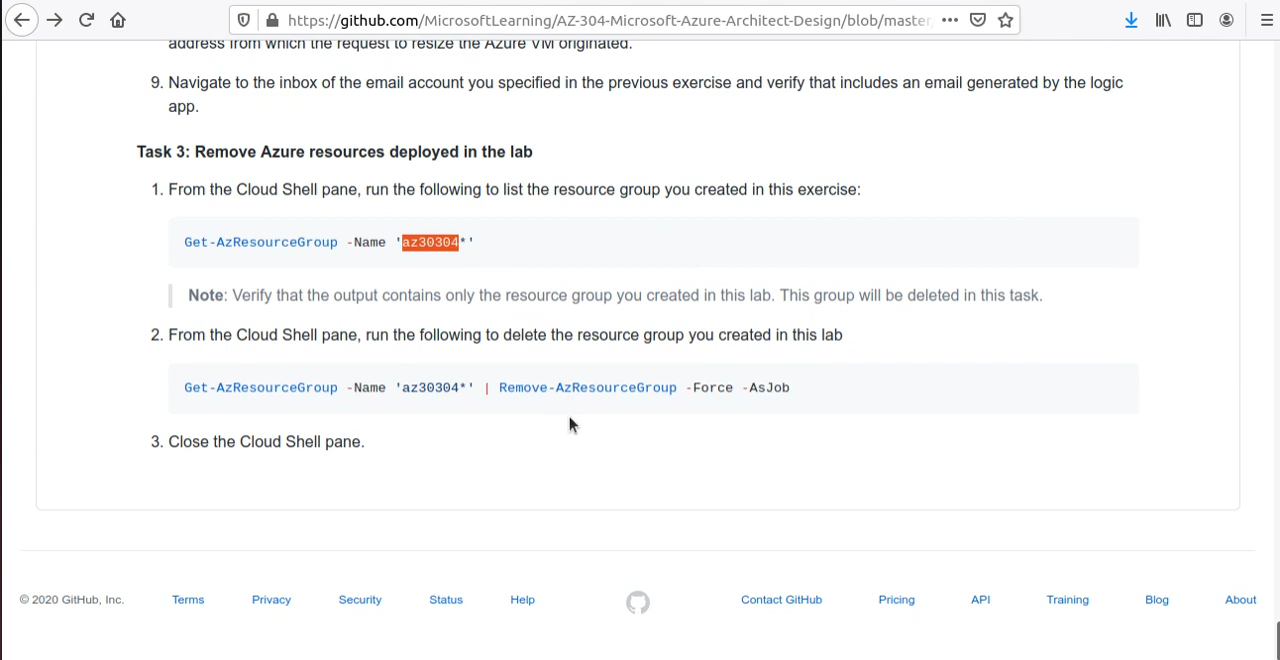 https://github.com/MicrosoftLearning/AZ-304-Microsoft-Azure-Architect-Design/blob/master
address from which the request to resize the Azure VM originated.
9. Navigate to the inbox of the email account you specified in the previous exercise and verify that includes an email generated by the logic
app.
Task 3: Remove Azure resources deployed in the lab
1. From the Cloud Shell pane, run the following to list the resource group you created in this exercise:
Get-AzResourceGroup -Name 'az30304*'
Note: Verify that the output contains only the resource group you created in this lab. This group will be deleted in this task.
2. From the Cloud Shell pane, run the following to delete the resource group you created in this lab
Get-AzResourceGroup -Name 'az30304*' | Remove-AzResourceGroup -Force -AsJob
3. Close the Cloud Shell pane.
© 2020 GitHub, Inc. Terms Privacy Security Status Help Contact GitHub Pricing API Training Blog About